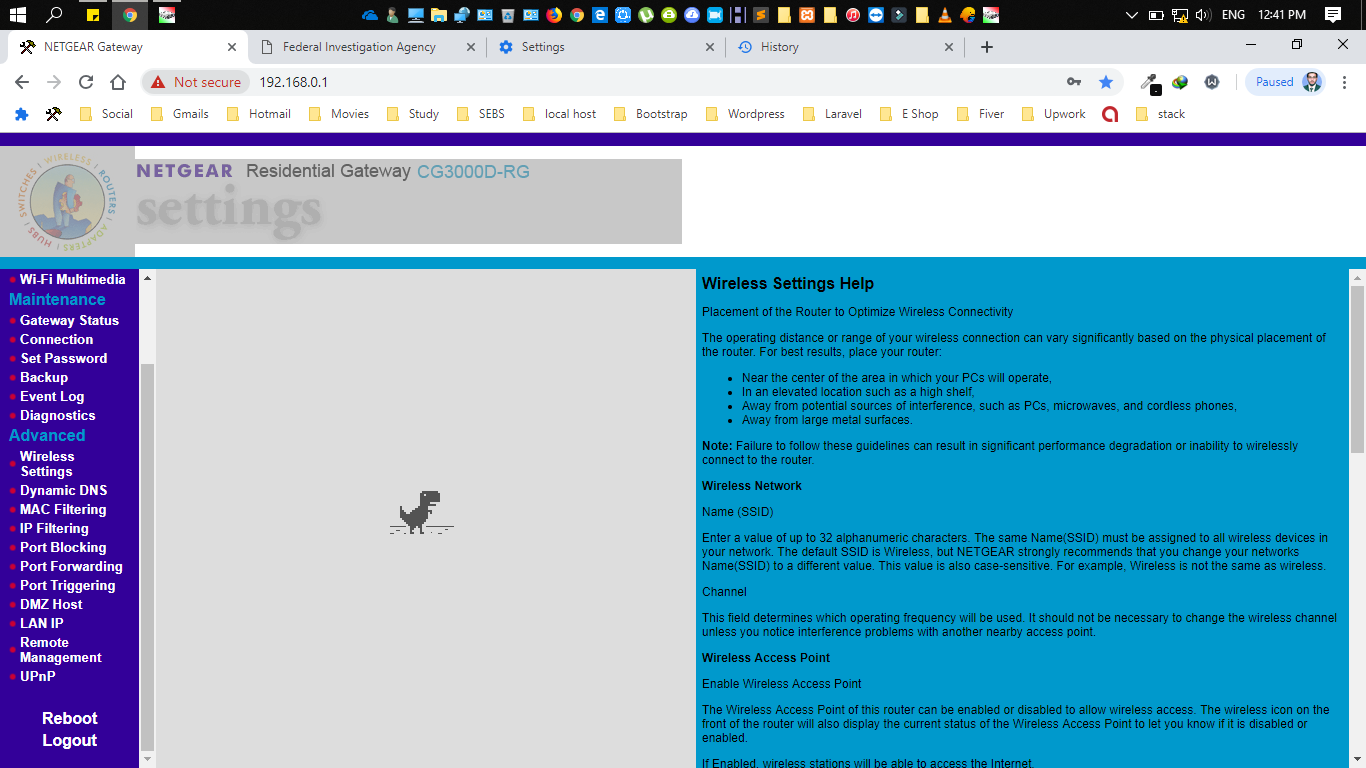 ENG 12:41 PM
NETGEAR Gateway
Federal Investigation Agency
Settings
History
Not secure 192.168.0.1
Paused
Social Gmails Hotmail Movies Study SEBS local host Bootstrap Wordpress Laravel E Shop Fiver Upwork stack
SWITCHES | WIRELESS | ROUTERS | ADAPTERS | HUBS |
NETGEAR Residential Gateway CG3000D-RG
settings
Wi-Fi Multimedia
Maintenance
Gateway Status
Connection
Set Password
Backup
Event Log
Diagnostics
Advanced
Wireless
Settings
Dynamic DNS
MAC Filtering
IP Filtering
Port Blocking
Port Forwarding
Port Triggering
DMZ Host
LAN IP
Remote
Management
UPnP
Reboot
Logout
Wireless Settings Help
Placement of the Router to Optimize Wireless Connectivity
The operating distance or range of your wireless connection can vary significantly based on the physical placement of
the router. For best results, place your router:
• Near the center of the area in which your PCs will operate,
• In an elevated location such as a high shelf,
• Away from potential sources of interference, such as PCs, microwaves, and cordless phones,
• Away from large metal surfaces.
Note: Failure to follow these guidelines can result in significant performance degradation or inability to wirelessly
connect to the router.
Wireless Network
Name (SSID)
Enter a value of up to 32 alphanumeric characters. The same Name(SSID) must be assigned to all wireless devices in
your network. The default SSID is Wireless, but NETGEAR strongly recommends that you change your networks
Name(SSID) to a different value. This value is also case-sensitive. For example, Wireless is not the same as wireless.
Channel
This field determines which operating frequency will be used. It should not be necessary to change the wireless channel
unless you notice interference problems with another nearby access point.
Wireless Access Point
Enable Wireless Access Point
The Wireless Access Point of this router can be enabled or disabled to allow wireless access. The wireless icon on the
front of the router will also display the current status of the Wireless Access Point to let you know if it is disabled or
enabled.
If Enabled, wireless stations will be able to access the Internet.